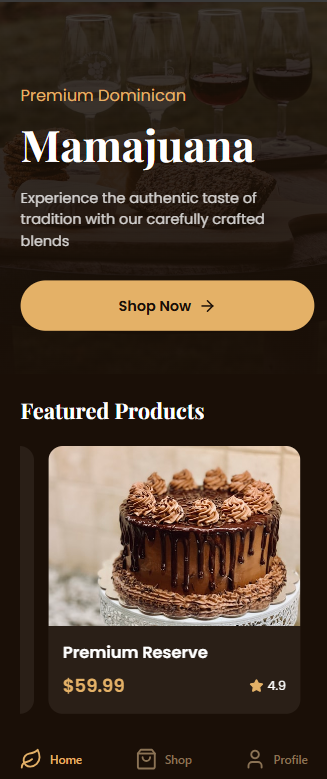 Premium Dominican
Mamajuana
Experience the authentic taste of
tradition with our carefully crafted
blends
Shop Now
Featured Products
Premium Reserve
$59.99
4.9
Home
Shop
Profile